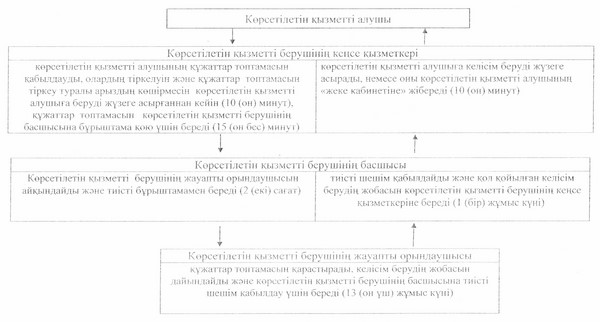 Көрсетілетін қызметті алушы
Көрсетілетін қызметті берушінің кеңсе қызметкері
көрсетілетін қызметті алушының құжаттар топтамасын
қабылдауды, олардың тіркелуін және құжаттар топтамасын
тіркеу туралы арыздың көшірмесін көрсетілетін қызметті
алушыға беруді жүзеге асырғаннан кейін (10 (он) минут),
құжаттар топтамасын көрсетілетін қызметті берушінің
басшысына бұрыштама қою үшін береді (15 (он бес) минут)
көрсетілетін қызметті алушыға келісім беруді жүзеге
асырады, немесе оны көрсетілетін қызметті алушының
«жеке кабинетіне» жібереді (10 (он) минут)
Көрсетілетін қызметті берушінің басшысы
Көрсетілетін қызметті берушінің жауапты орындаушысын
айқындайды және тиісті бұрыштамамен береді (2 (екі) сағат)
тиісті шешім қабылдайды және қол қойылған келісім
берудің жобасын көрсетілетін қызметті берушінің кеңсе
қызметкеріне береді (1 (бір) жұмыс күні)
Көрсетілетін қызметті берушінің жауапты орындаушысы
құжаттар топтамасын қарастырады, келісім берудің жобасын
дайындайды және көрсетілетін қызметті берушінің басшысына тиісті
шешім қабылдау үшін береді (13 (он үш) жұмыс күні)